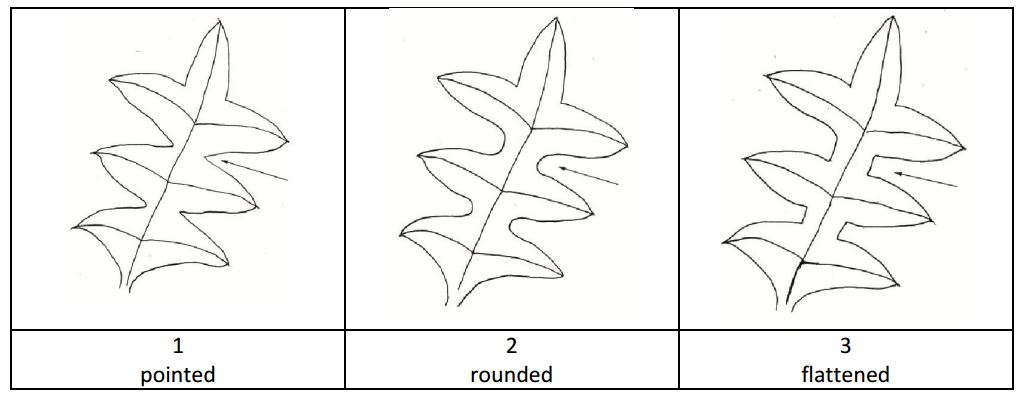 1
pointed
2
rounded
3
flattened